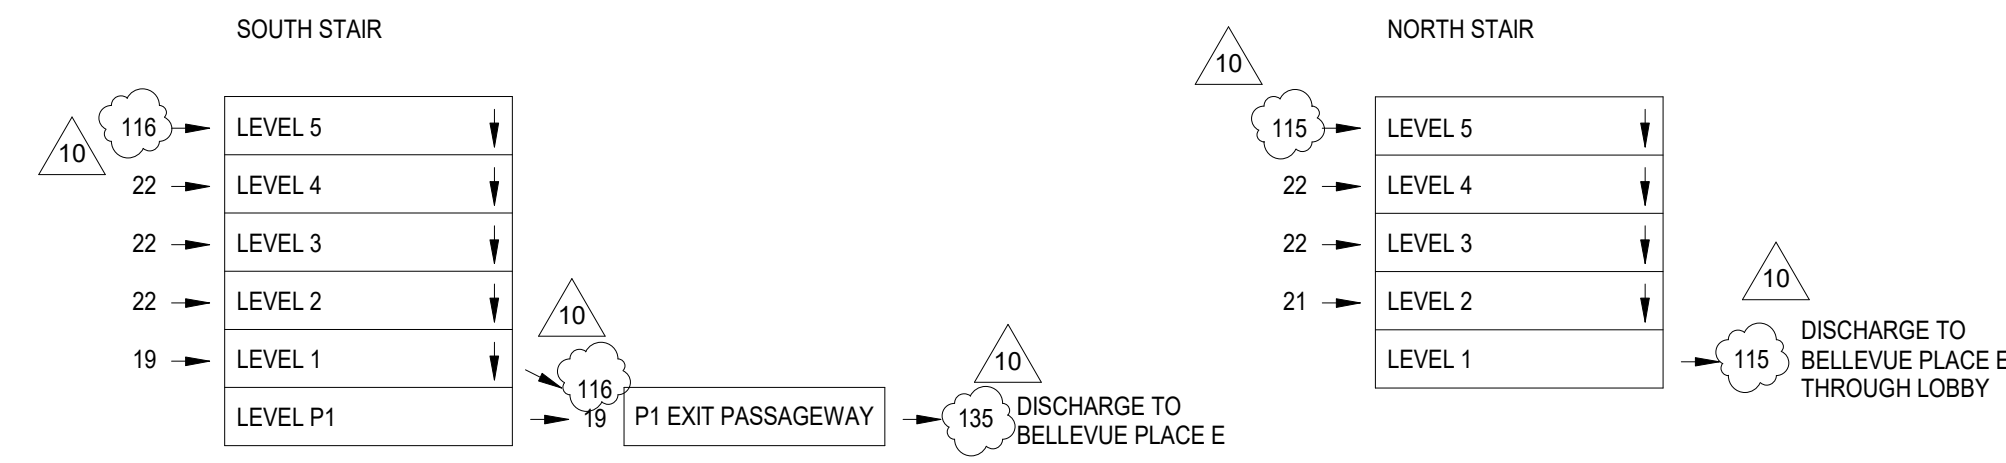 SOUTH STAIR
10
116
LEVEL 5
22
LEVEL 4
22
LEVEL 3
22
LEVEL 2
19
LEVEL 1
LEVEL P1
10
116
19
P1 EXIT PASSAGEWAY
10
135
DISCHARGE TO
BELLEVUE PLACE E
NORTH STAIR
10
115
LEVEL 5
22
LEVEL 4
22
LEVEL 3
21
LEVEL 2
LEVEL 1
10
115
DISCHARGE TO
BELLEVUE PLACE E
THROUGH LOBBY